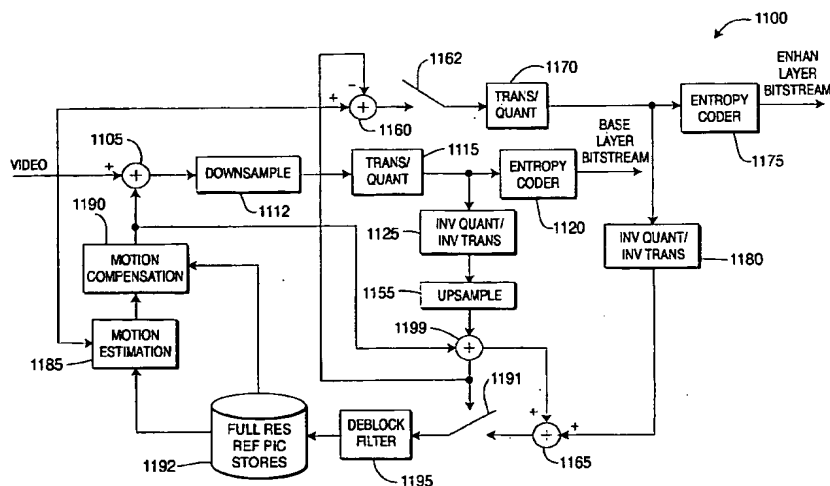 1100
ENHAN
LAYER
BITSTREAM
1162
1170
-
+
+
1160
TRANS/
QUANT
ENTROPY
CODER
1175
BASE
LAYER
BITSTREAM
1105
VIDEO
+
+
DOWNSAMPLE
1112
1115
TRANS/
QUANT
ENTROPY
CODER
1120
1190
MOTION
COMPENSATION
1125
INV QUANT/
INV TRANS
INV QUANT/
INV TRANS
1180
1155
UPSAMPLE
MOTION
ESTIMATION
1185
1199
+
1191
FULL RES
REF PIC
STORES
1192
DEBLOCK
FILTER
1195
+
+
+
1165